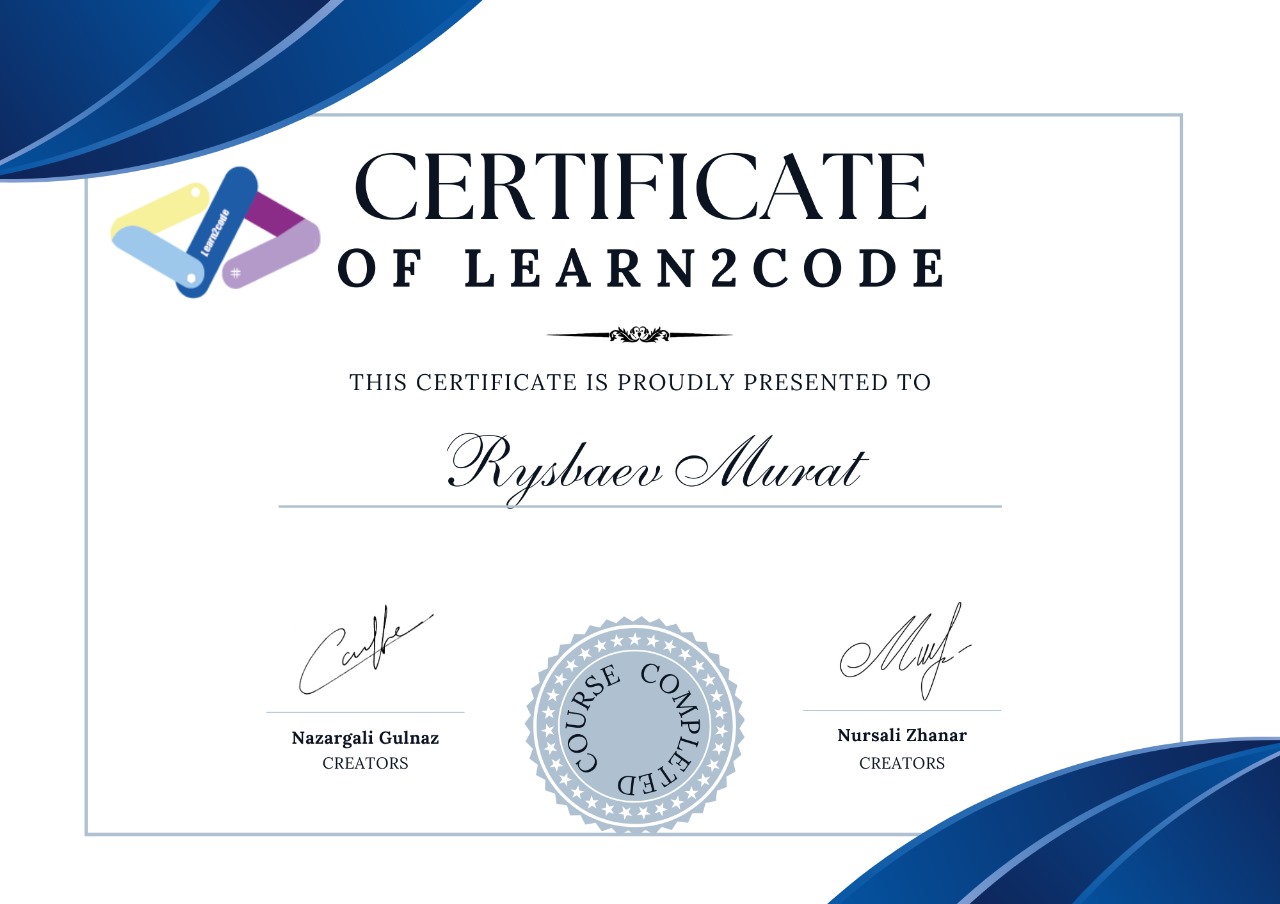 CERTIFICATE
Learn2code
#
OF LEARN2CODE
THIS CERTIFICATE IS PROUDLY PRESENTED TO
Rysbaev Murat
COURSE COMPLETED
Nazargali Gulnaz
CREATORS
Nursali Zhanar
CREATORS